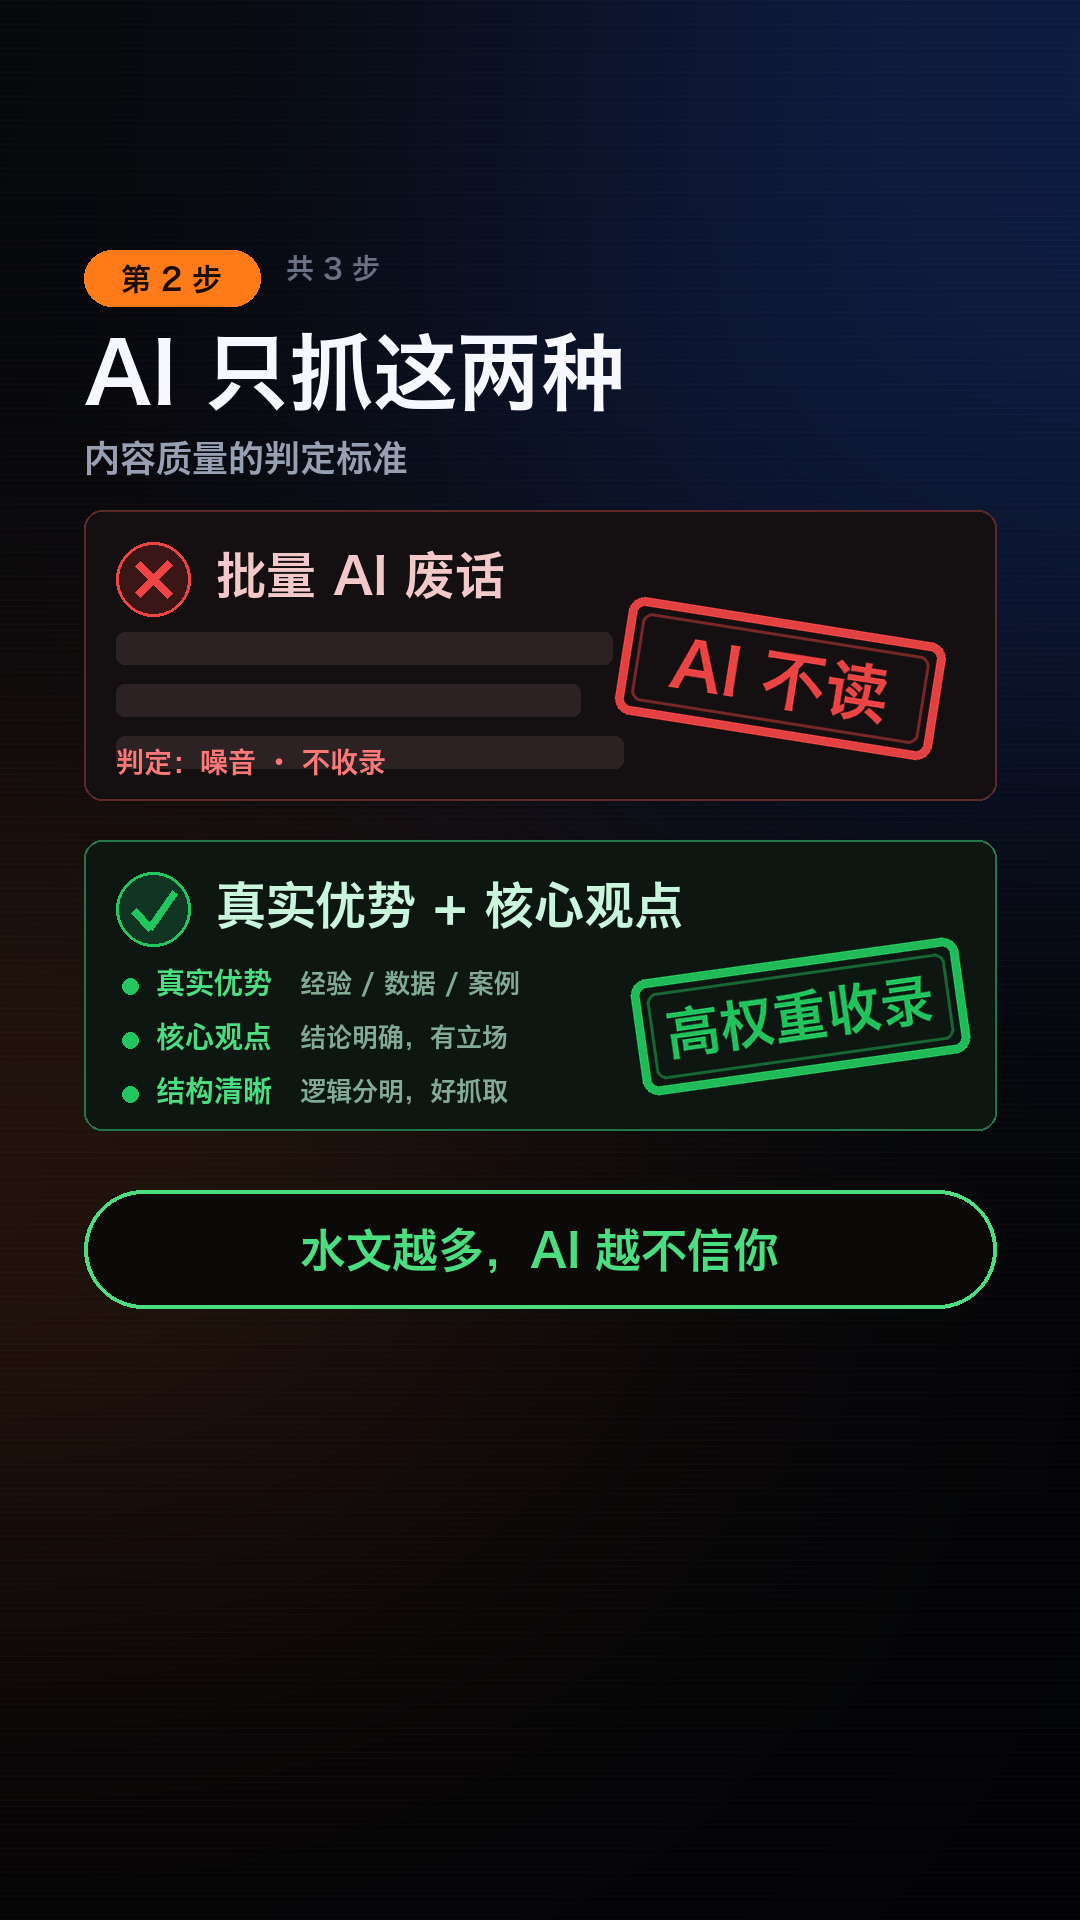 第 2 步
共 3 步
AI 只抓这两种
内容质量的判定标准
批量 AI 废话
AI 不读
判定：噪音 · 不收录
真实优势 + 核心观点
真实优势 经验 / 数据 / 案例
核心观点 结论明确，有立场
结构清晰 逻辑分明，好抓取
高权重收录
水文越多，AI 越不信你